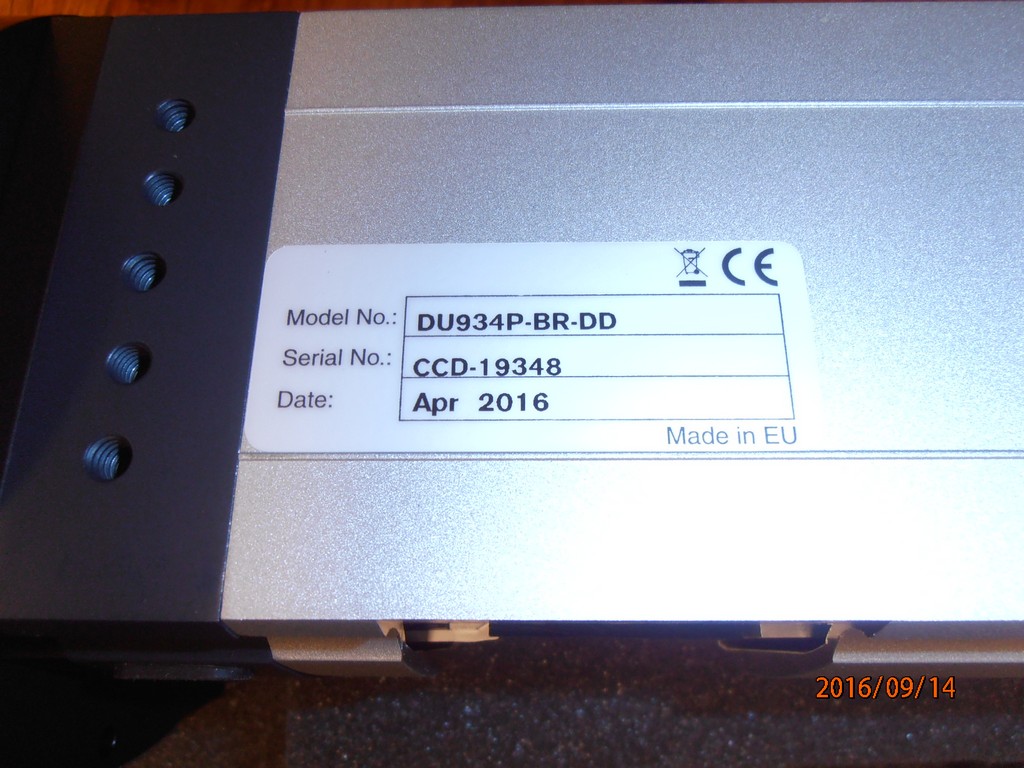 CE
Model No.: DU934P-BR-DD
Serial No.: CCD-19348
Date: Apr 2016
Made in EU
2016/09/14